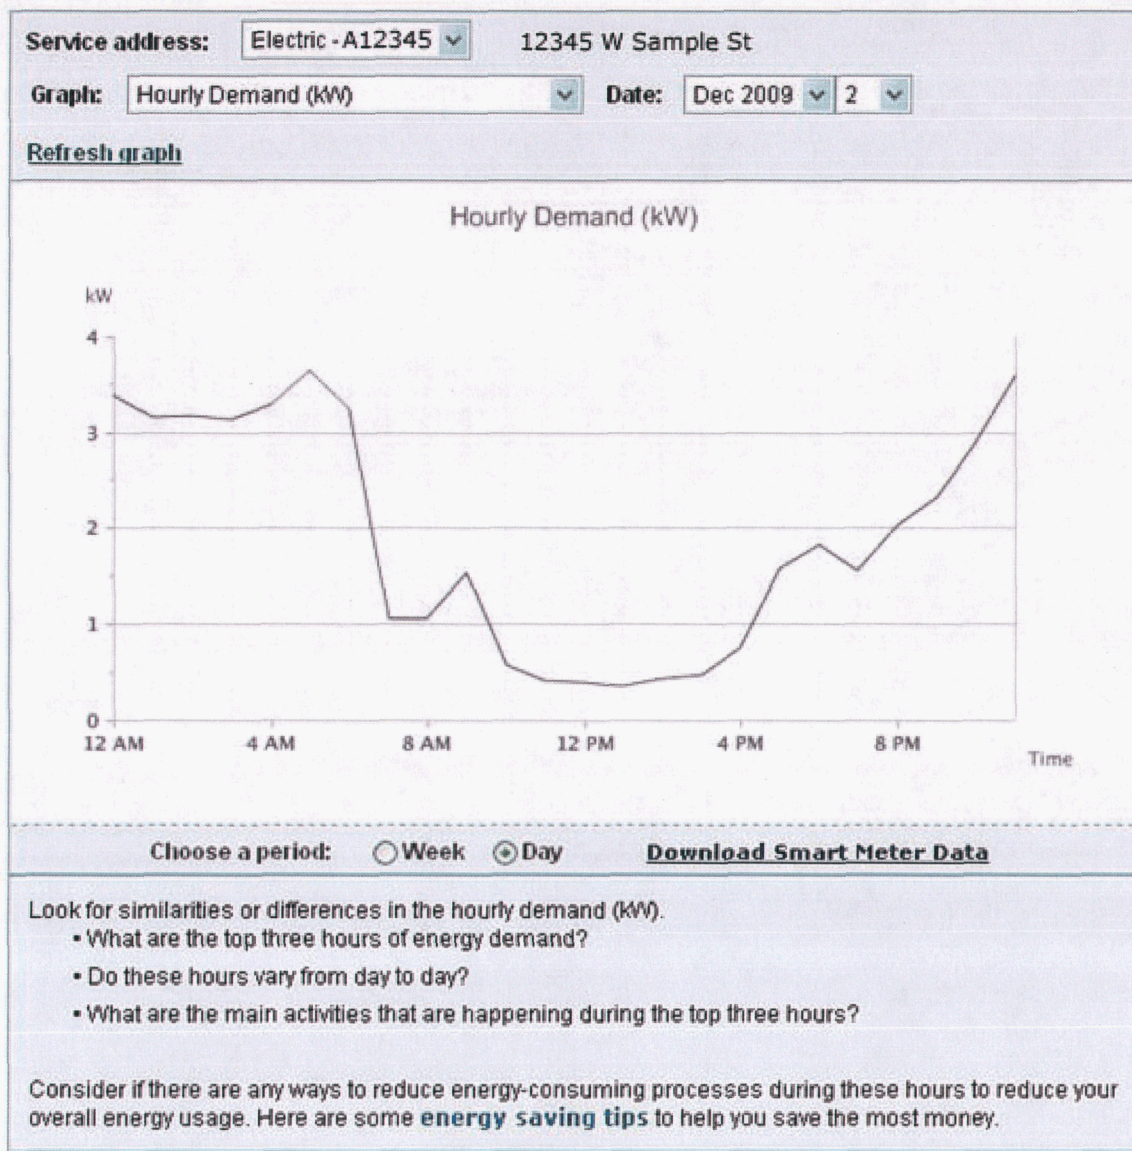 Service address: Electric -A12345 12345 W Sample St
Graph: Hourly Demand (kW) Date: Dec 2009 2
Refresh graph
Hourly Demand (kW)
kW
4
3
2
1
0
12 AM 4 AM 8 AM 12 PM 4 PM 8 PM
Time
Choose a period: Week Day Download Smart Meter Data
Look for similarities or differences in the hourly demand (kW).
• What are the top three hours of energy demand?
• Do these hours vary from day to day?
• What are the main activities that are happening during the top three hours?
Consider if there are any ways to reduce energy-consuming processes during these hours to reduce your
overall energy usage. Here are some energy saving tips to help you save the most money.